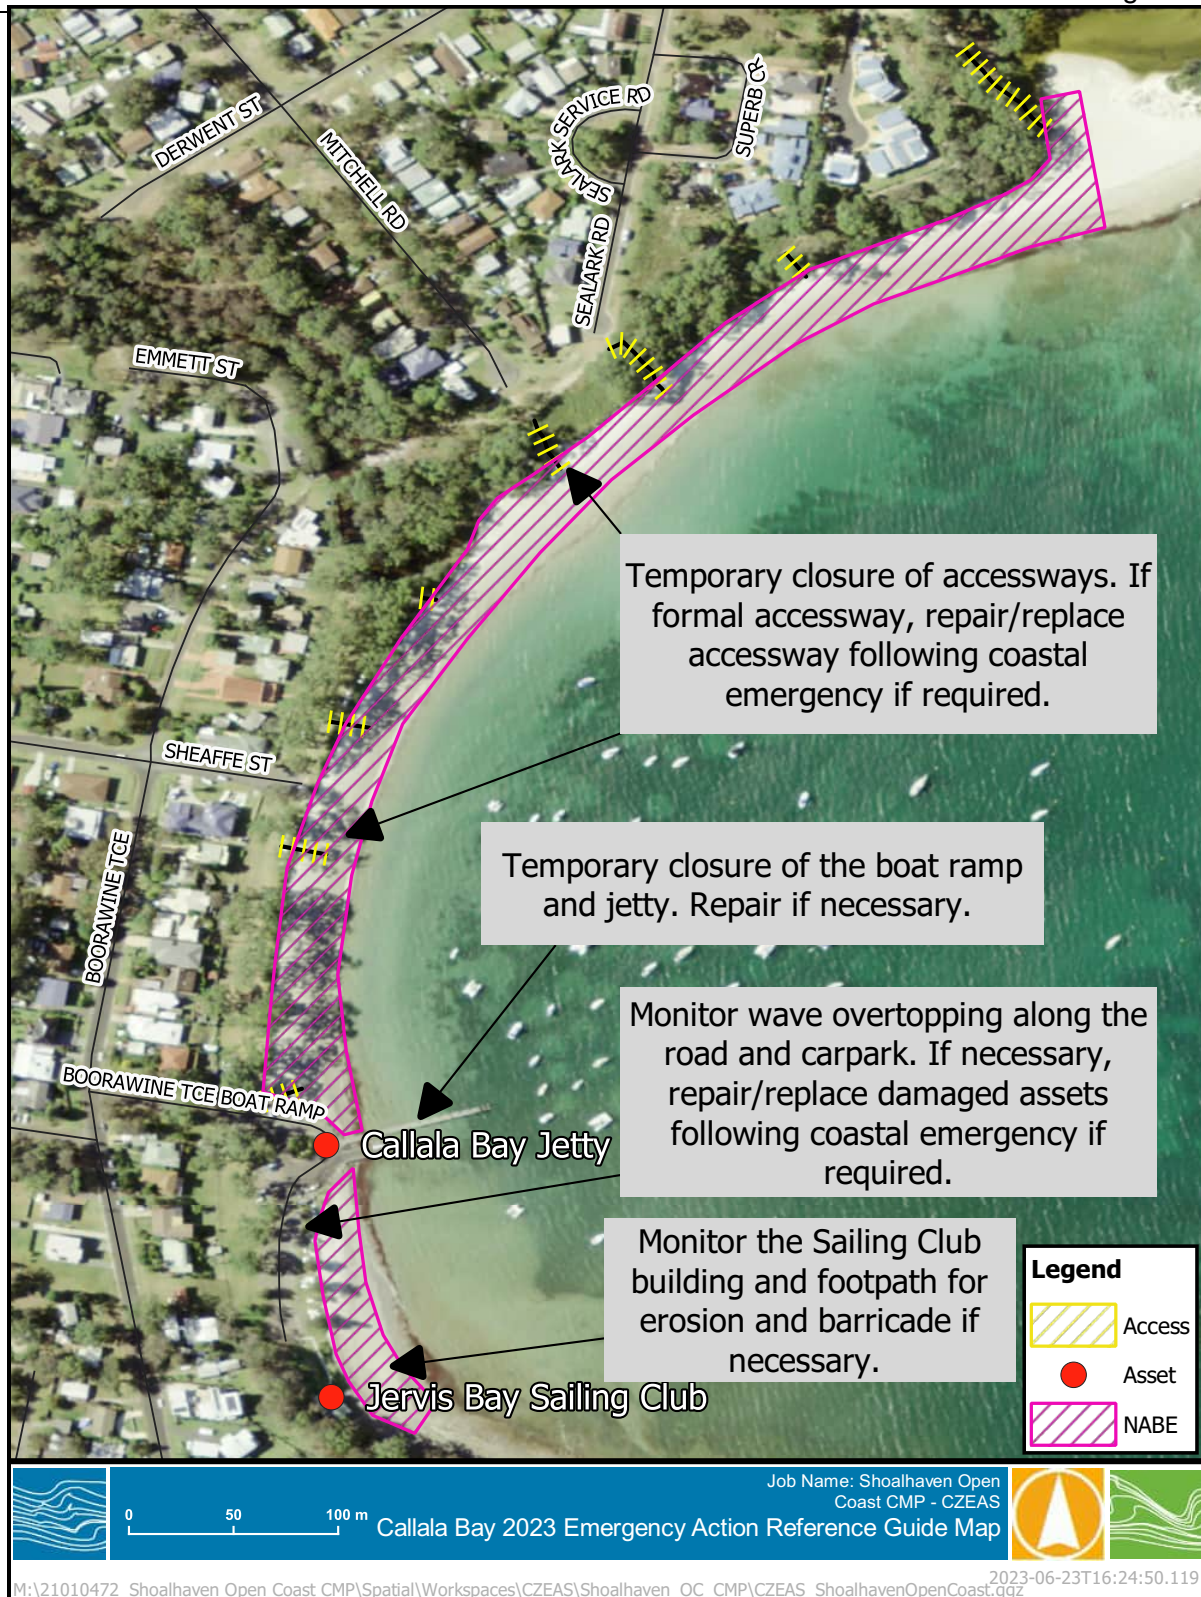 DERWENT ST
MITCHELL RD
SEALARK SERVICE RD
SEALARK RD
SUPERB CR
EMMETT ST
Temporary closure of accessways. If
formal accessway, repair/replace
accessway following coastal
emergency if required.
SHEAFFE ST
BOORAWINE TCE
Temporary closure of the boat ramp
and jetty. Repair if necessary.
Monitor wave overtopping along the
road and carpark. If necessary,
repair/replace damaged assets
following coastal emergency if
required.
BOORAWINE TCE BOAT RAMP
Callala Bay Jetty
Monitor the Sailing Club
building and footpath for
erosion and barricade if
necessary.
Jervis Bay Sailing Club
Legend
Access
Asset
NABE
0 50 100 m
Job Name: Shoalhaven Open
Coast CMP - CZEAS
Callala Bay 2023 Emergency Action Reference Guide Map
2023-06-23T16:24:50.119
M:\21010472_Shoalhaven Open Coast CMP\Spatial\Workspaces\CZEAS\Shoalhaven_OC_CMP\CZEAS_ShoalhavenOpenCoast.qgz